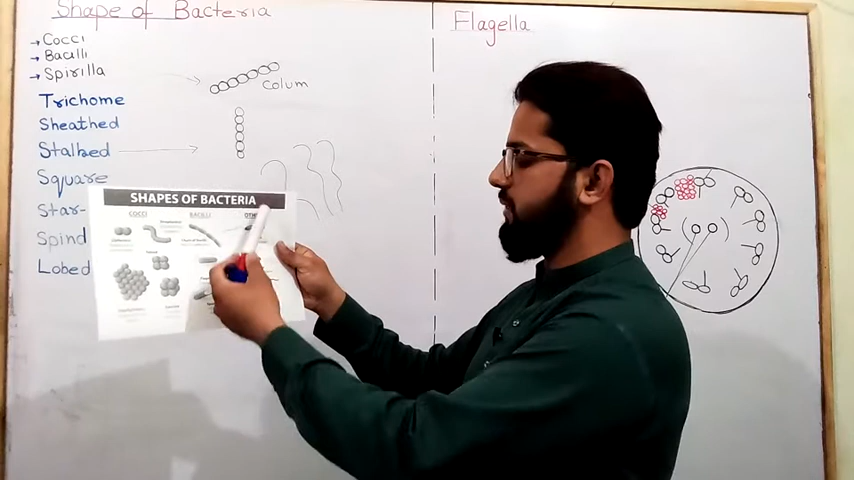 Shape of Bacteria
→ Cocci
→ Bacilli
→ Spirilla
Colum
Trichome
Sheathed
Stalked
Square
Star-
Spind
Lobed
Flagella
SHAPES OF BACTERIA
COCCI
BACILLI